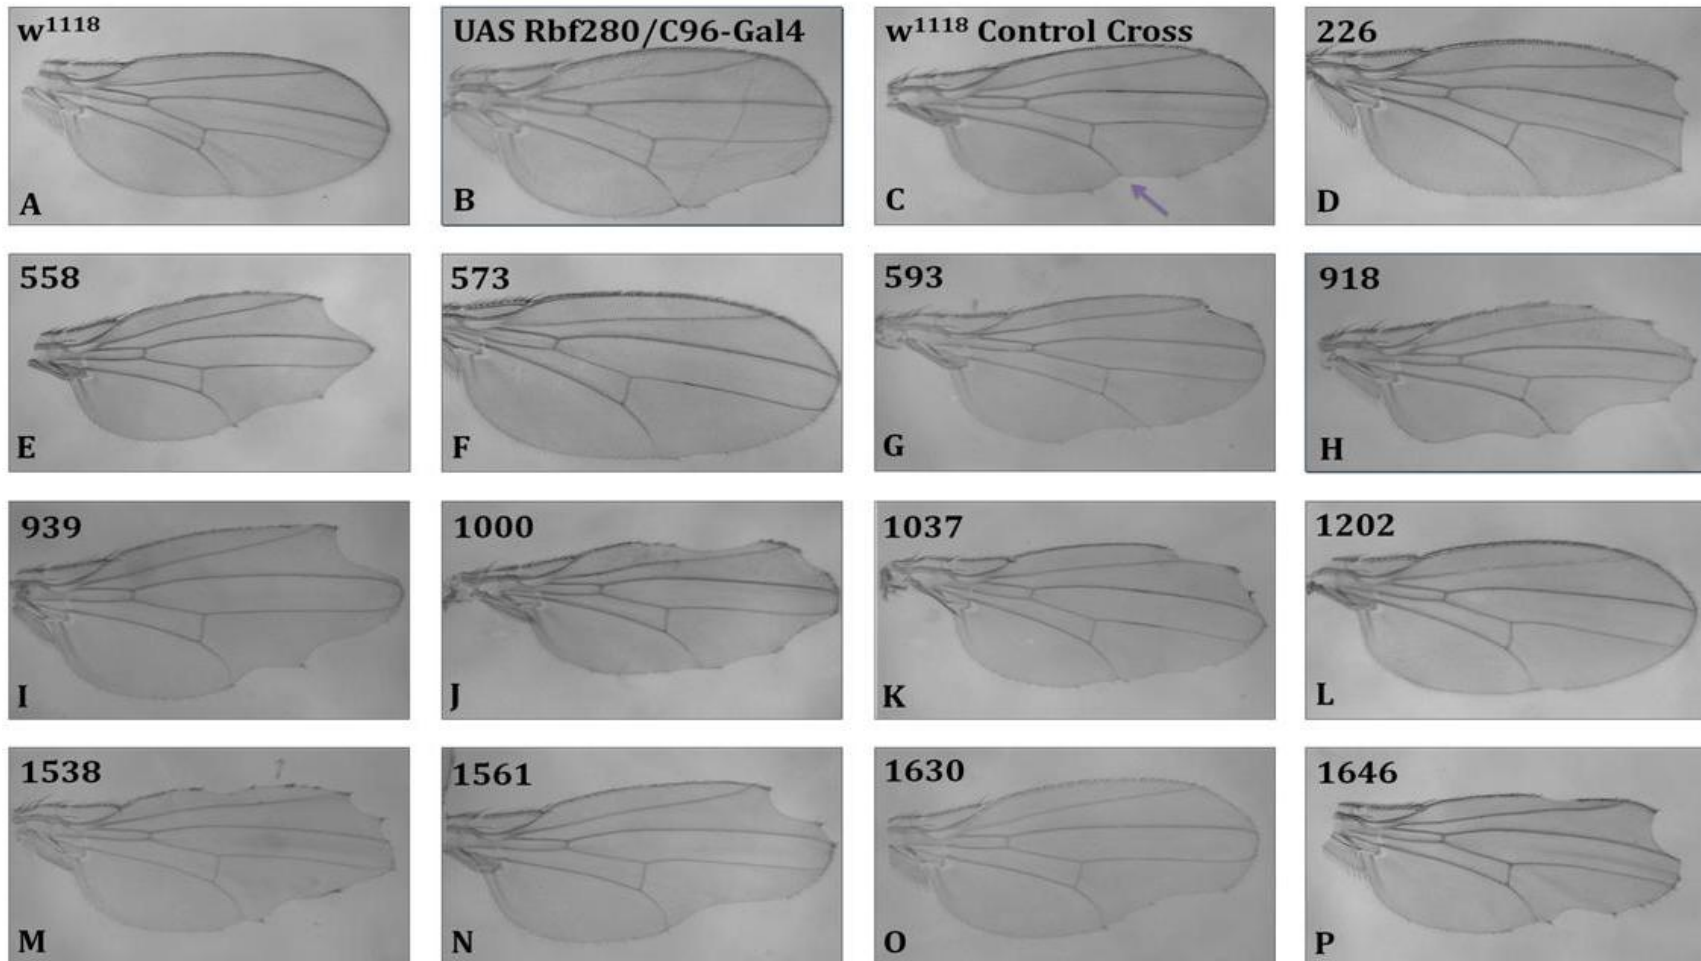 w1118
UAS Rbf280/C96-Gal4
w1118 Control Cross
226
A
B
C
D
558
573
593
918
E
F
G
H
939
1000
1037
1202
I
J
K
L
1538
1561
1630
1646
M
N
O
P